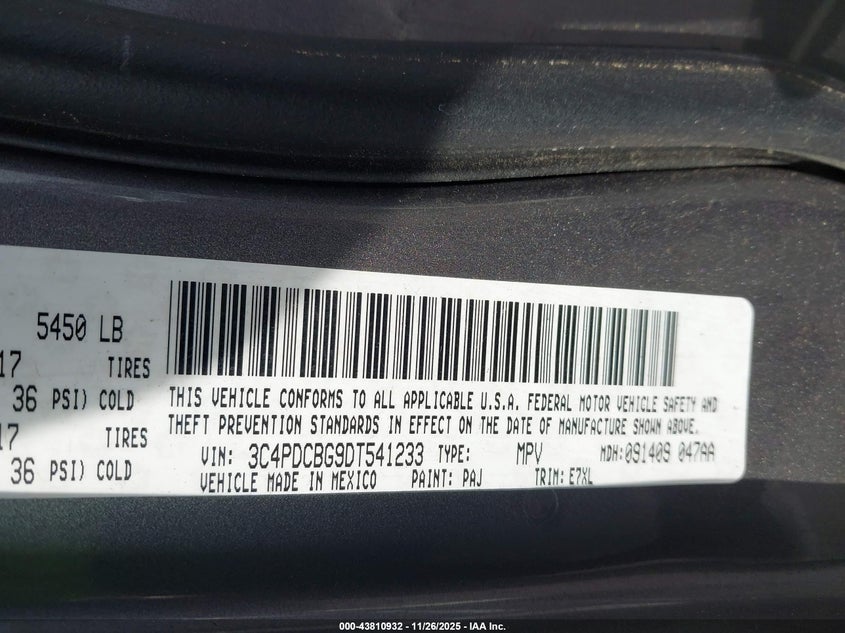 5450 LB
17 TIRES
36 PSI) COLD
17 TIRES
36 PSI) COLD
THIS VEHICLE CONFORMS TO ALL APPLICABLE U.S.A. FEDERAL MOTOR VEHICLE SAFETY AND
THEFT PREVENTION STANDARDS IN EFFECT ON THE DATE OF MANUFACTURE SHOWN ABOVE.
VIN: 3C4PDCBG9DT541233 TYPE: MPV MDH:091409 047AA
VEHICLE MADE IN MEXICO PAINT: PAJ TRIM: E7XL
000-43810932 - 11/26/2025 - IAA Inc.